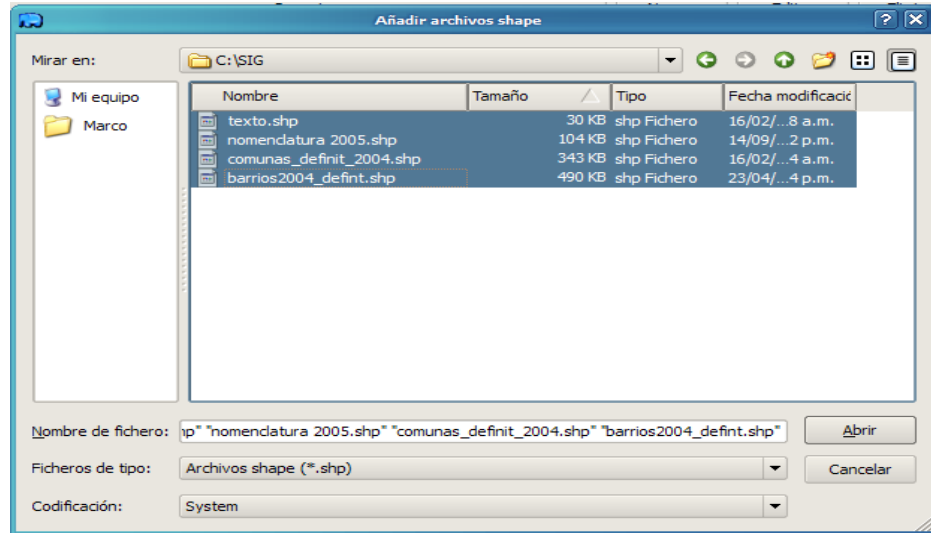 Añadir archivos shape
Mirar en: C:\SIG
Mi equipo
Marco
Nombre Tamaño Tipo Fecha modificació
texto.shp 30 KB shp Fichero 16/02/...8 a.m.
nomenclatura 2005.shp 104 KB shp Fichero 14/09/...2 p.m.
comunas_definit_2004.shp 343 KB shp Fichero 16/02/...4 a.m.
barrios2004_defint.shp 490 KB shp Fichero 23/04/...4 p.m.
Nombre de fichero: np" "nomenclatura 2005.shp" "comunas_definit_2004.shp" "barrios2004_defint.shp" Abrir
Ficheros de tipo: Archivos shape (*.shp) Cancelar
Codificación: System